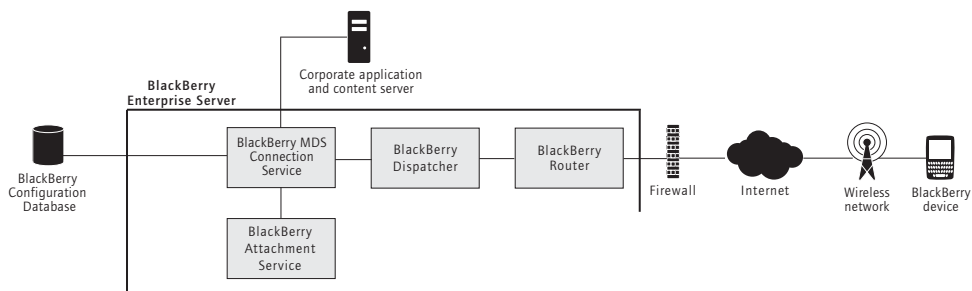 Corporate application
and content server
BlackBerry
Enterprise Server
BlackBerry MDS
Connection
Service
BlackBerry
Dispatcher
BlackBerry
Router
BlackBerry
Configuration
Database
Firewall
Internet
Wireless
network
BlackBerry
device
BlackBerry
Attachment
Service